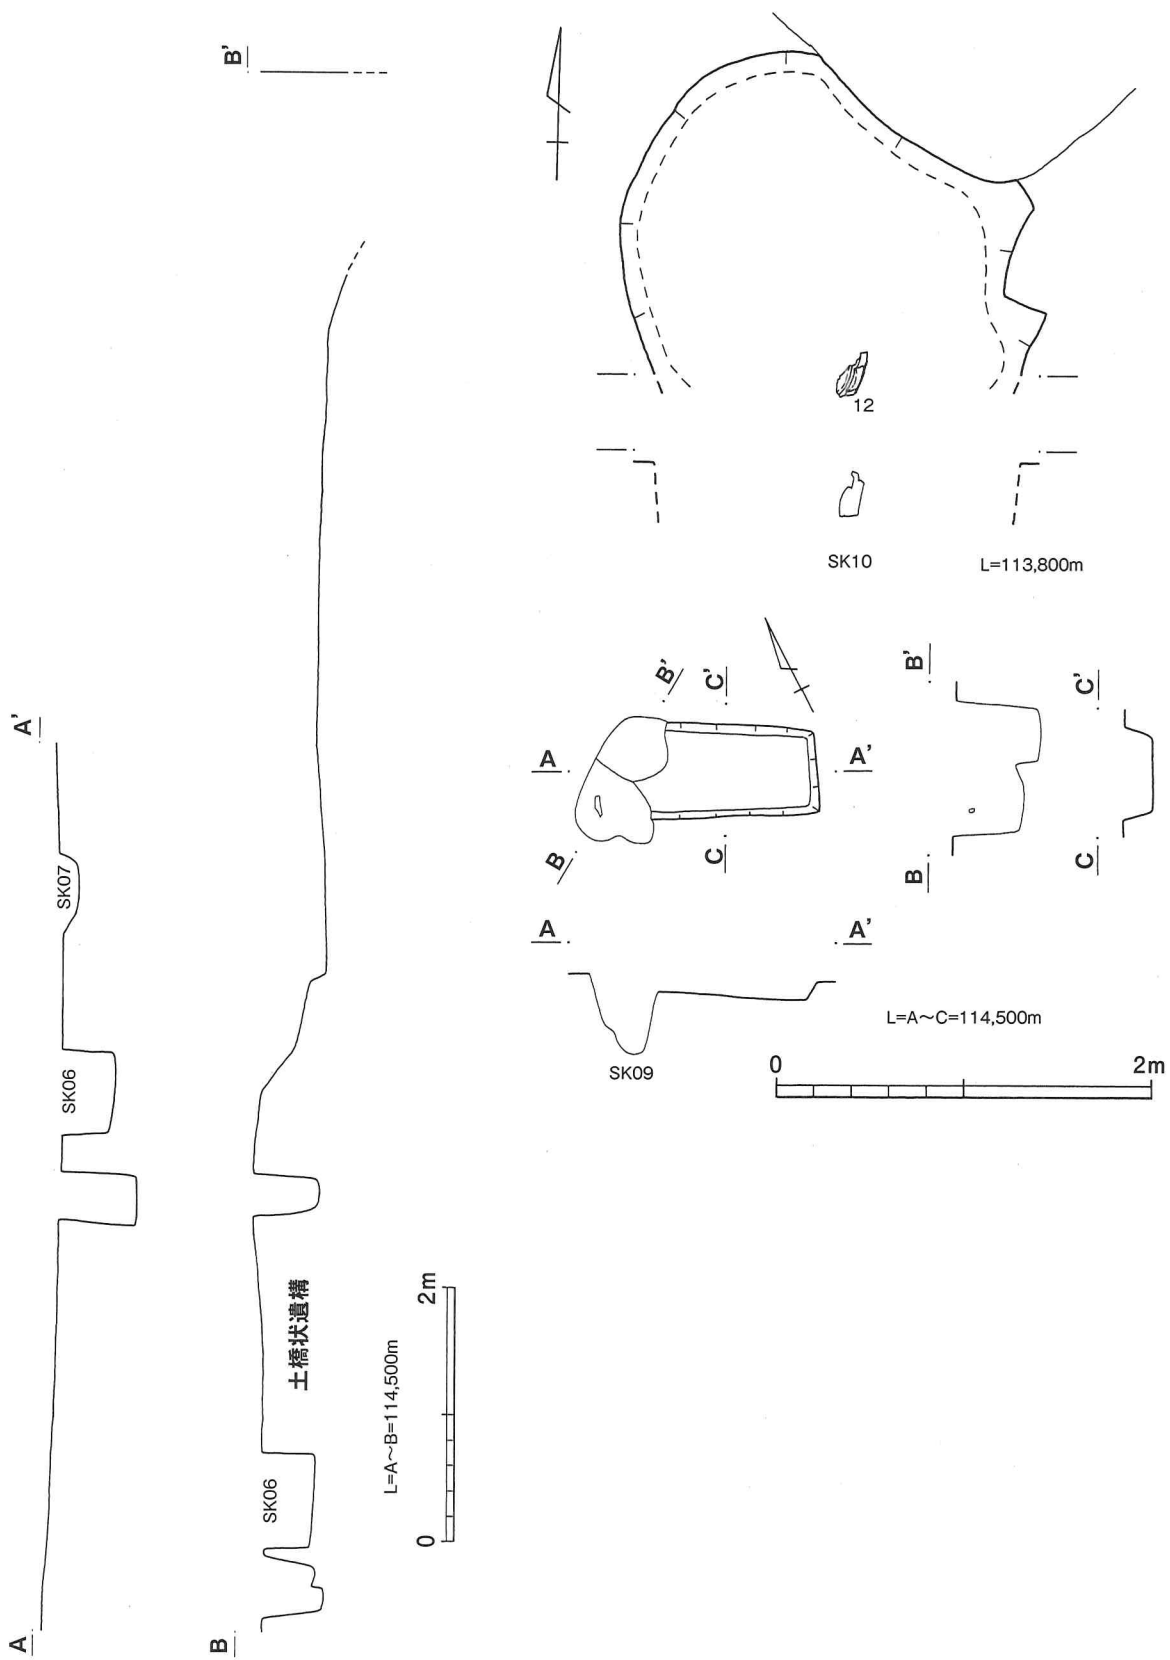 B'
A'
SK07
SK06
A
B'
土橋状遺構
SK06
B
L=A～B=114,500m
0 2m
12
SK10
L=113,800m
B'
C'
A
A'
B
C
A
A'
SK09
B'
C'
B
C
L=A～C=114,500m
0 2m